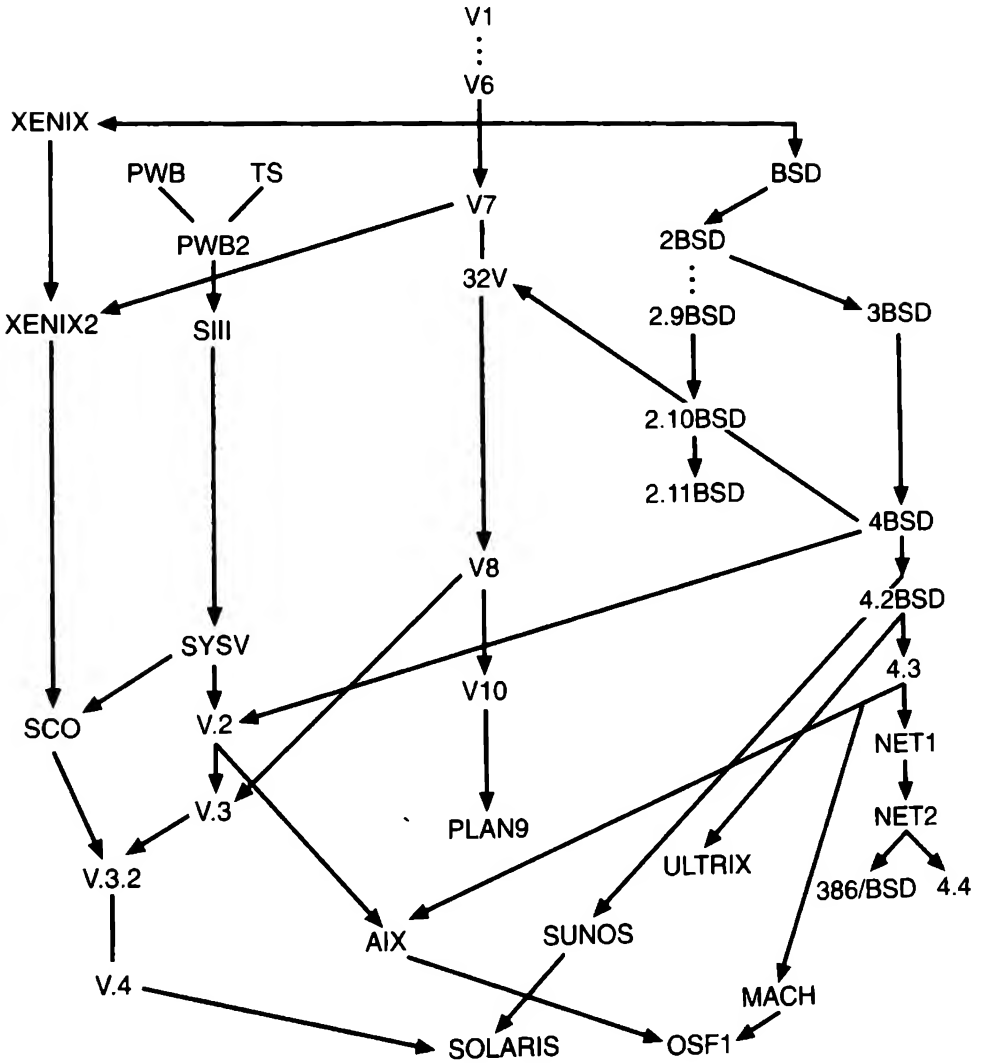 V1
V6
XENIX
PWB
TS
BSD
V7
PWB2
2BSD
32V
XENIX2
SIII
2.9BSD
3BSD
2.10BSD
2.11BSD
4BSD
V8
4.2BSD
SYSV
4.3
V10
SCO
V.2
NET1
V.3
NET2
PLAN9
ULTRIX
V.3.2
386/BSD
4.4
AIX
SUNOS
V.4
MACH
SOLARIS
OSF1